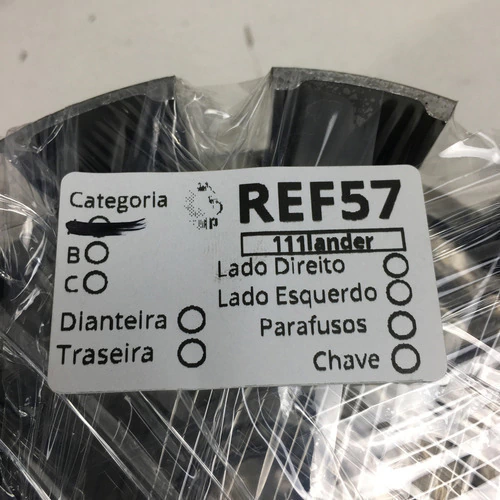 Categoria
B
C
Dianteira
Traseira
REF57
111lander
Lado Direito
Lado Esquerdo
Parafusos
Chave